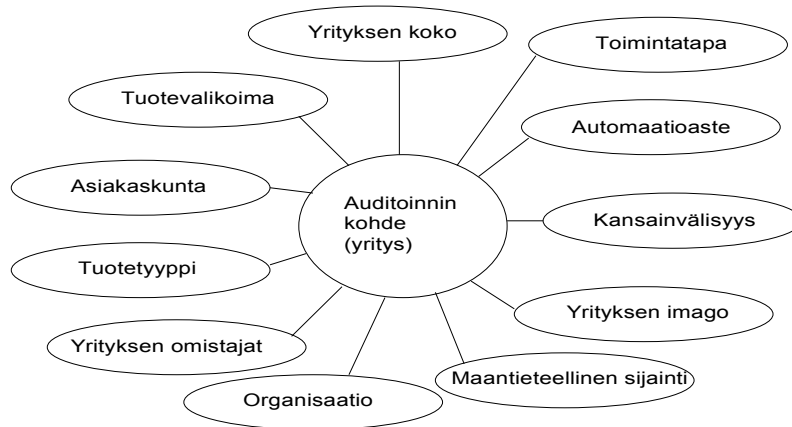 Yrityksen koko
Toimintatapa
Tuotevalikoima
Automaatioaste
Asiakaskunta
Auditoinnin
kohde
(yritys)
Kansainvälisyys
Tuotetyyppi
Yrityksen imago
Yrityksen omistajat
Maantieteellinen sijainti
Organisaatio